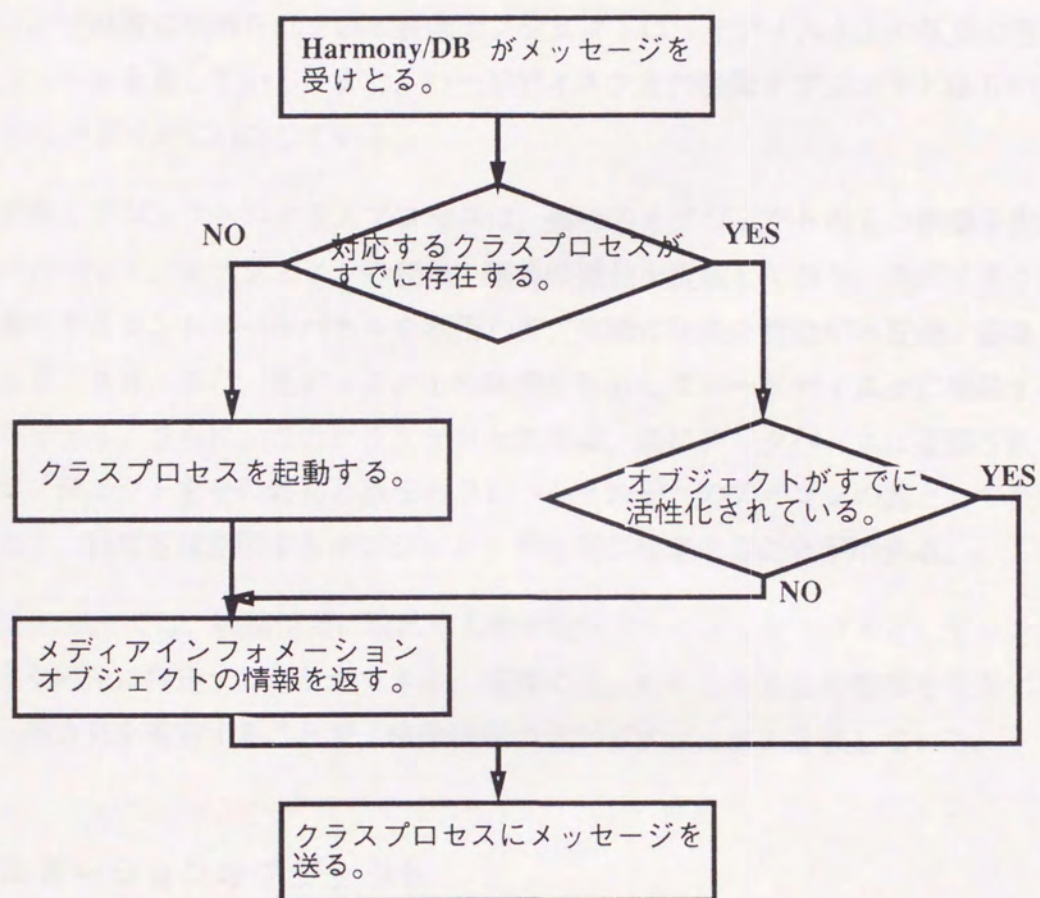 Harmony/DB がメッセージを
受けとる。
NO
YES
対応するクラスプロセスが
すでに存在する。
クラスプロセスを起動する。
オブジェクトがすでに
活性化されている。
YES
NO
メディアインフォメーション
オブジェクトの情報を返す。
クラスプロセスにメッセージを
送る。